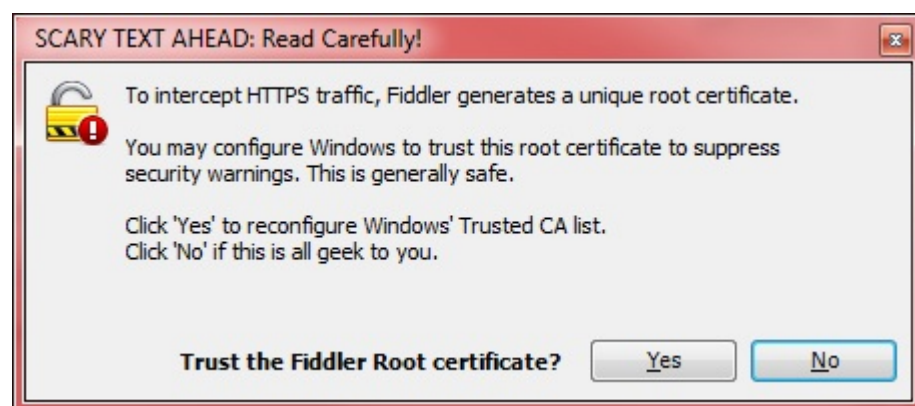 SCARY TEXT AHEAD: Read Carefully!
To intercept HTTPS traffic, Fiddler generates a unique root certificate.
You may configure Windows to trust this root certificate to suppress
security warnings. This is generally safe.
Click 'Yes' to reconfigure Windows' Trusted CA list.
Click 'No' if this is all geek to you.
Trust the Fiddler Root certificate? Yes No